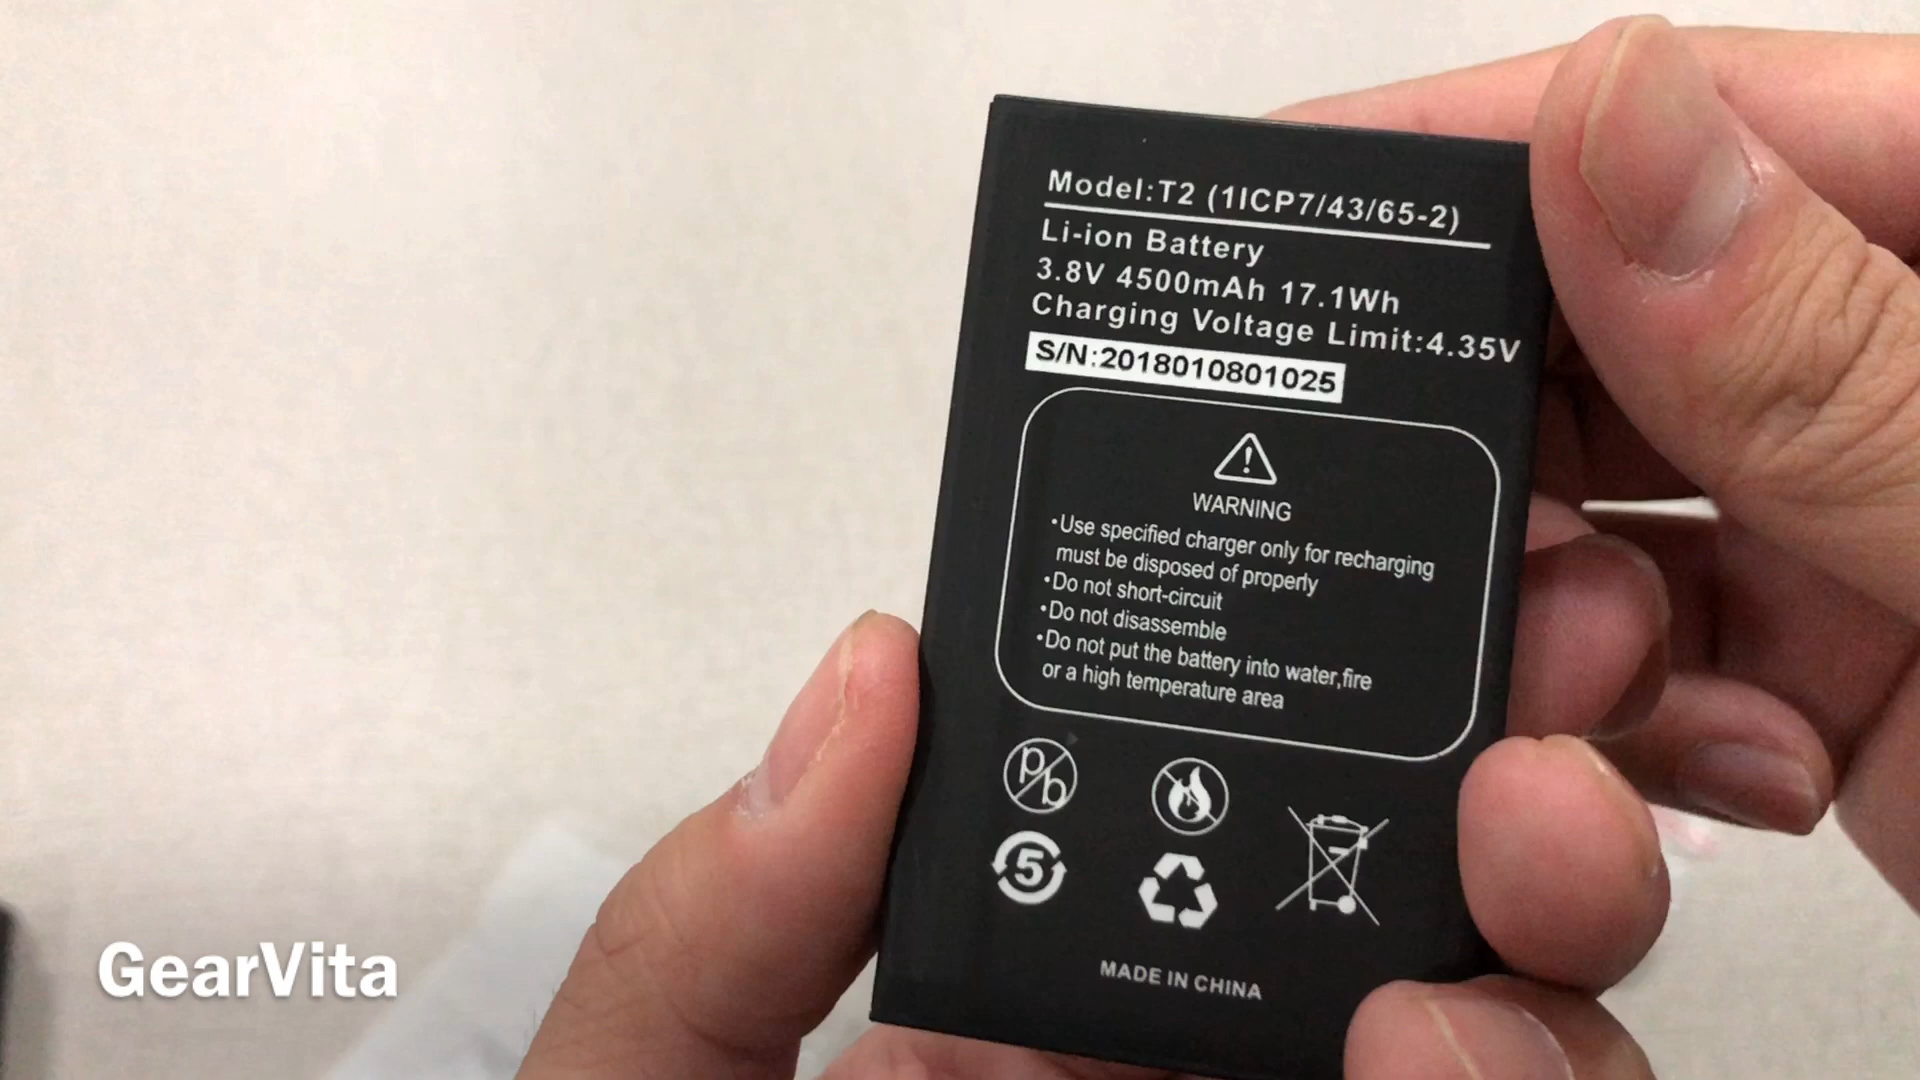 Model:T2 (1ICP7/43/65-2)
Li-ion Battery
3.8V 4500mAh 17.1Wh
Charging Voltage Limit:4.35V
S/N:2018010801025
WARNING
•Use specified charger only for recharging
must be disposed of properly
•Do not short-circuit
•Do not disassemble
•Do not put the battery into water,fire
or a high temperature area
pb
5
MADE IN CHINA
GearVita